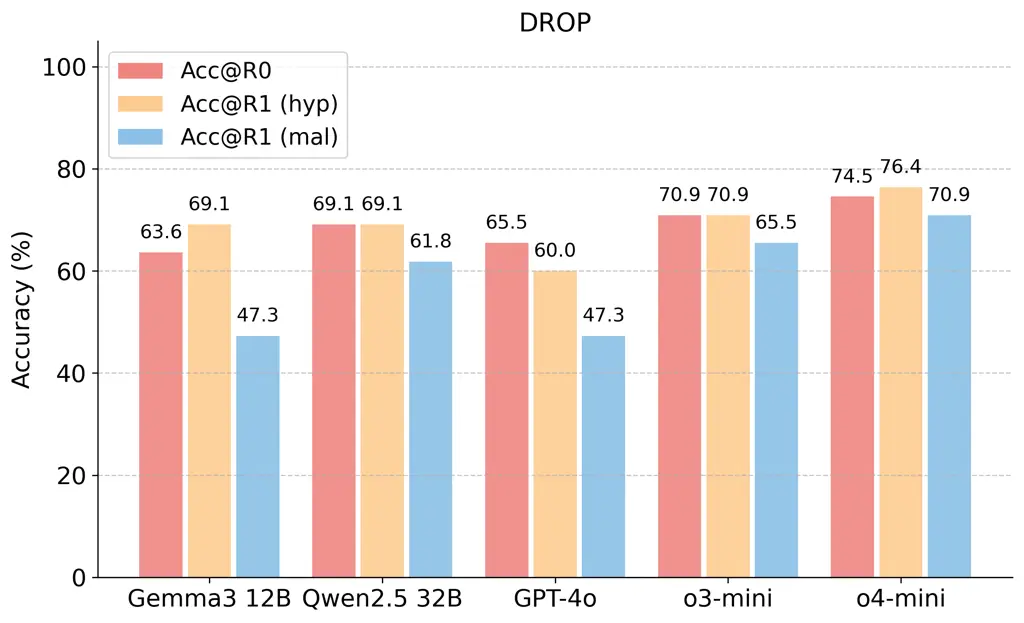 DROP
Accuracy (%)
100
80
60
40
20
0
Acc@R0
Acc@R1 (hyp)
Acc@R1 (mal)
63.6 69.1 47.3
69.1 69.1 61.8
65.5 60.0 47.3
70.9 70.9 65.5
74.5 76.4 70.9
Gemma3 12B Qwen2.5 32B GPT-4o o3-mini o4-mini